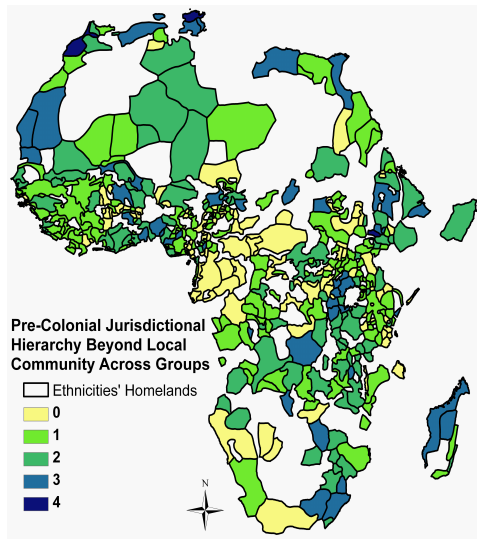 Pre-Colonial Jurisdictional
Hierarchy Beyond Local
Community Across Groups
Ethnicities' Homelands
0
1
2
3
4
N